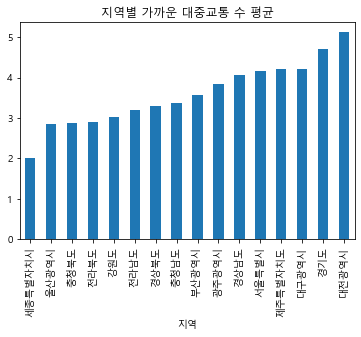 지역별 가까운 대중교통 수 평균
5
4
3
2
1
0
세종특별자치시
울산광역시
충청북도
전라북도
강원도
전라남도
경상북도
충청남도
부산광역시
광주광역시
경상남도
서울특별시
제주특별자치도
대구광역시
경기도
대전광역시
지역